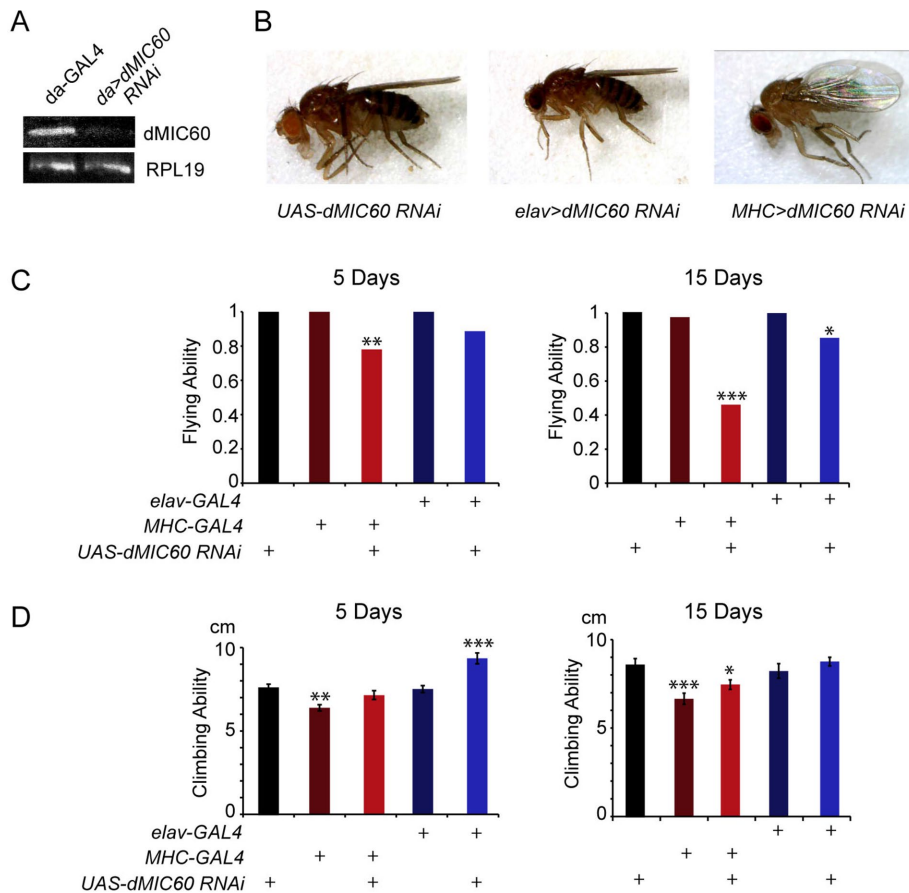 A
da-GAL4
da>dMIC60
RNAi
dMIC60
RPL19
B
UAS-dMIC60 RNAi
elav>dMIC60 RNAi
MHC>dMIC60 RNAi
C
5 Days
Flying Ability
1
0.8
0.6
0.4
0.2
0
**
elav-GAL4 + +
MHC-GAL4 + +
UAS-dMIC60 RNAi + + +
15 Days
Flying Ability
1
0.8
0.6
0.4
0.2
0
***
*
+ +
+ +
+ + +
D
5 Days
cm
Climbing Ability
10
5
0
**
***
elav-GAL4 + +
MHC-GAL4 + +
UAS-dMIC60 RNAi + + +
15 Days
cm
Climbing Ability
10
5
0
***
*
+ +
+ +
+ + +